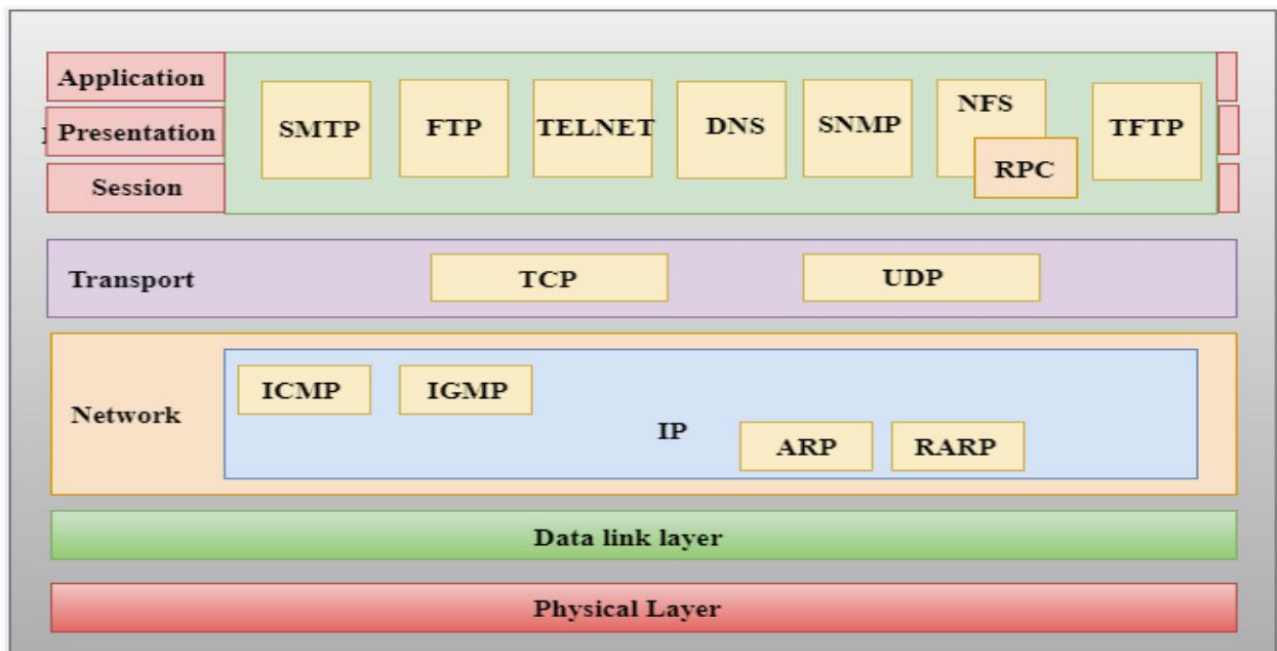 Application
Presentation
Session
SMTP
FTP
TELNET
DNS
SNMP
NFS
RPC
TFTP
Transport
TCP
UDP
Network
ICMP
IGMP
IP
ARP
RARP
Data link layer
Physical Layer